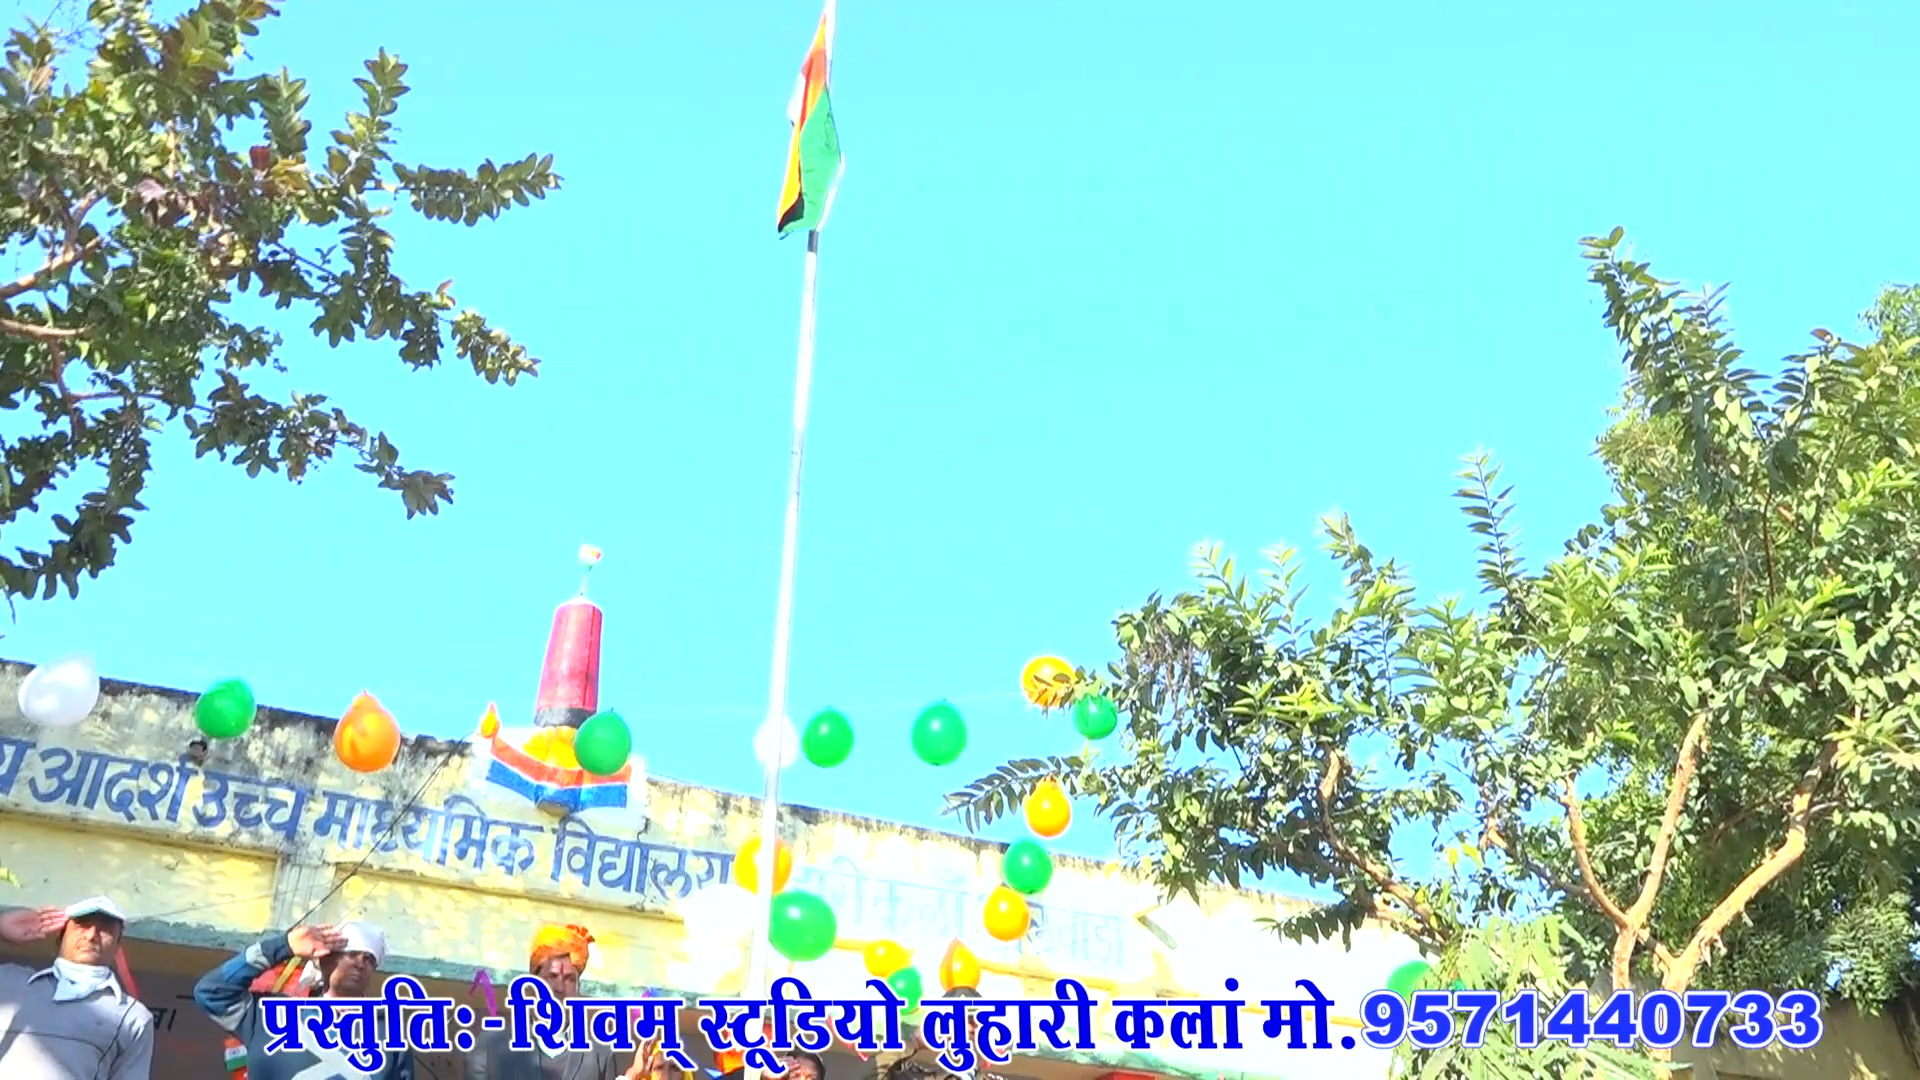 य आदर्श उच्च माध्यमिक विद्यालय
प्रस्तुतिः-शिवम् स्टूडियो लुहारी कलां मो.9571440733